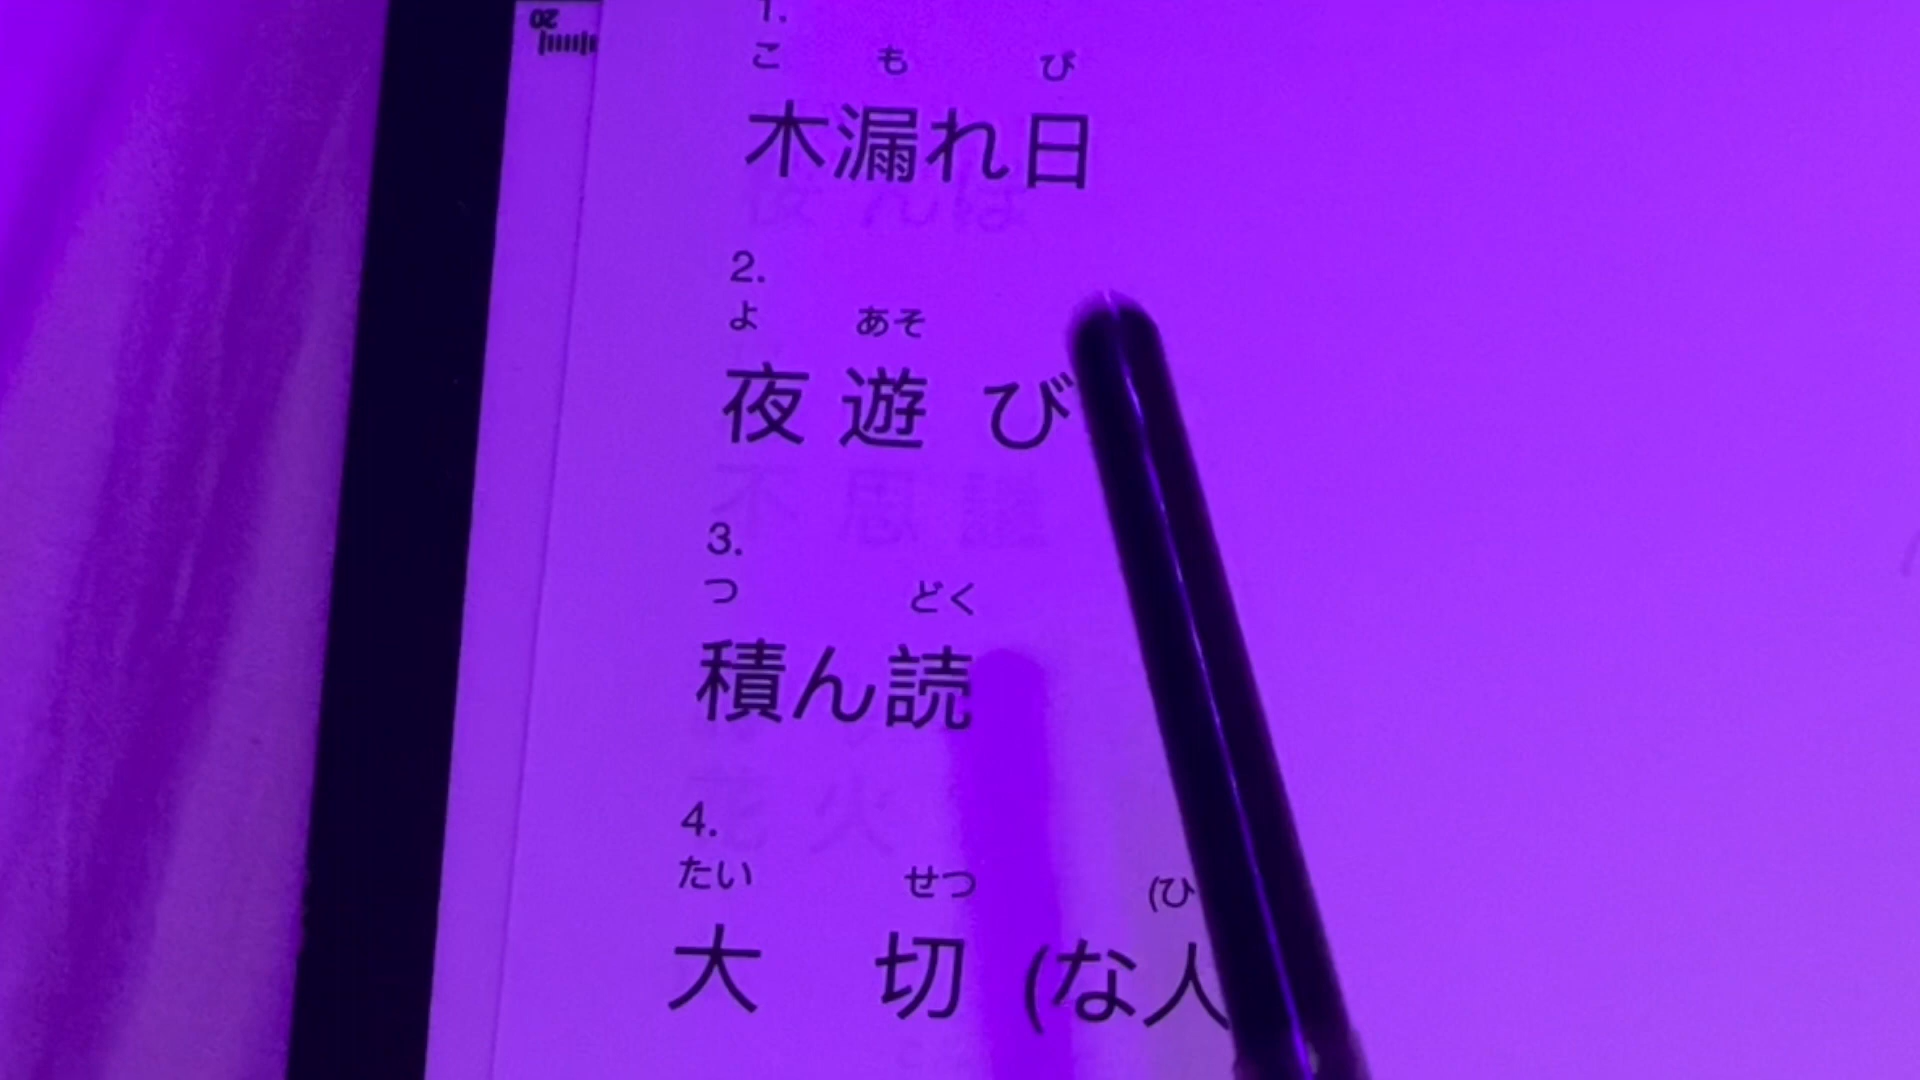 20
1.
こ も び
木漏れ日
2.
よ あそ
夜遊び
3.
つ どく
積ん読
4.
たい せつ (ひ
大切(な人